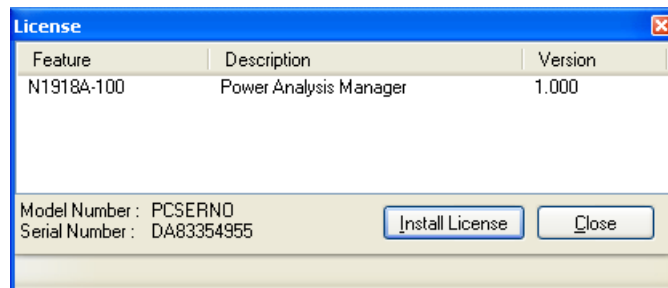 License
Feature Description Version
N1918A-100 Power Analysis Manager 1.000
Model Number : PCSERNO
Serial Number : DA83354955
Install License Close